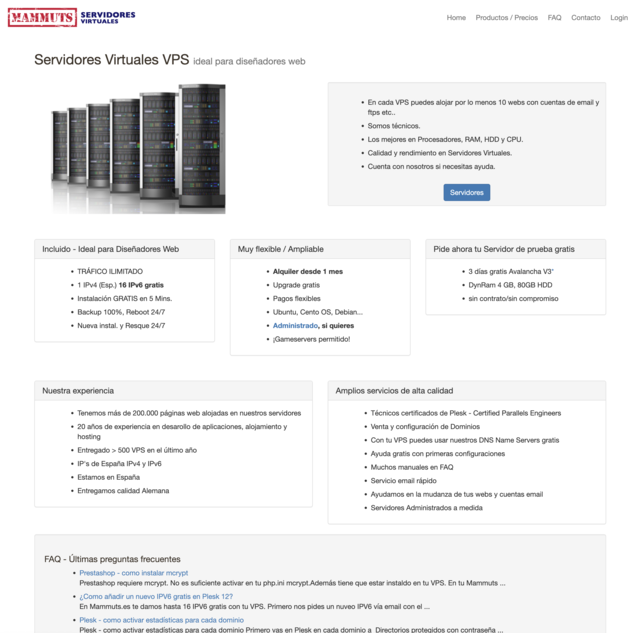 MAMMUTS SERVIDORES VIRTUALES
Home Productos / Precios FAQ Contacto Login
Servidores Virtuales VPS ideal para diseñadores web
En cada VPS puedes alojar por lo menos 10 webs con cuentas de email y
ftps etc..
Somos técnicos.
Los mejores en Procesadores, RAM, HDD y CPU.
Calidad y rendimiento en Servidores Virtuales.
Cuenta con nosotros si necesitas ayuda.
Servidores
Incluido - Ideal para Diseñadores Web
TRÁFICO ILIMITADO
1 IPv4 (Esp.) 16 IPv6 gratis
Instalación GRATIS en 5 Mins.
Backup 100%, Reboot 24/7
Nueva instal. y Resque 24/7
Muy flexible / Ampliable
Alquiler desde 1 mes
Upgrade gratis
Pagos flexibles
Ubuntu, Cento OS, Debian...
Administrado, si quieres
¡Gameservers permitido!
Pide ahora tu Servidor de prueba gratis
3 días gratis Avalancha V3*
DynRam 4 GB, 80GB HDD
sin contrato/sin compromiso
Nuestra experiencia
Tenemos más de 200.000 páginas web alojadas en nuestros servidores
20 años de experiencia en desarollo de aplicaciones, alojamiento y
hosting
Entregado > 500 VPS en el último año
IP's de España IPv4 y IPv6
Estamos en España
Entregamos calidad Alemana
Amplios servicios de alta calidad
Técnicos certificados de Plesk - Certified Parallels Engineers
Venta y configuración de Dominios
Con tu VPS puedes usar nuestros DNS Name Servers gratis
Ayuda gratis con primeras configuraciones
Muchos manuales en FAQ
Servicio email rápido
Ayudamos en la mudanza de tus webs y cuentas email
Servidores Administrados a medida
FAQ - Últimas preguntas frecuentes
Prestashop - como instalar mcrypt
Prestashop requiere mcrypt. No es suficiente activar en tu php.ini mcrypt.Además tiene que estar instaldo en tu VPS. En tu Mammuts ...
¿Como añadir un nuevo IPV6 gratis en Plesk 12?
En Mammuts.es te damos hasta 16 IPV6 gratis con tu VPS. Primero nos pides un nuveo IPV6 vía email con el ...
Plesk - como activar estadísticas para cada dominio
Plesk - como activar estadísticas para cada dominio Primero vas en Plesk en cada dominio a Directorios protegidos con contraseña ...